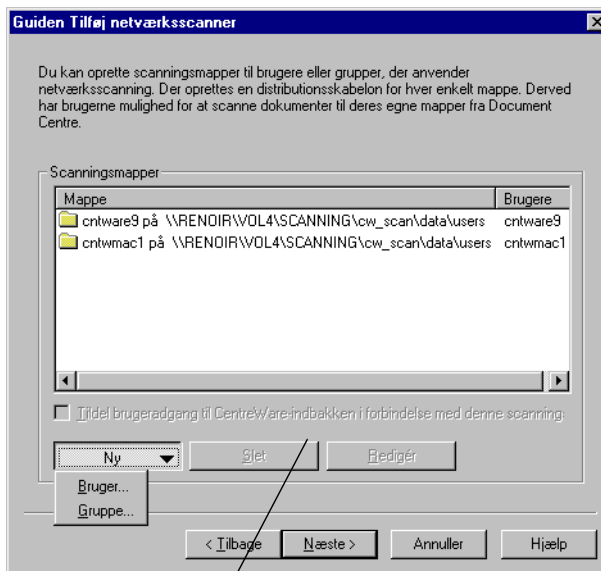 Guiden Tilføj netværksscanner
Du kan oprette scanningsmapper til brugere eller grupper, der anvender
netværksscanning. Der oprettes en distributionsskabelon for hver enkelt mappe. Derved
har brugerne mulighed for at scanne dokumenter til deres egne mapper fra Document
Centre.
Scanningsmapper
Mappe Brugere
cntware9 på \\RENOIR\VOL4\SCANNING\cw_scan\data\users cntware9
cntwmac1 på \\RENOIR\VOL4\SCANNING\cw_scan\data\users cntwmac1
Tildel brugeradgang til CentreWare-indbakken i forbindelse med denne scanning:
Ny Slet Redigér
Bruger...
Gruppe...
< Tilbage Næste > Annuller Hjælp